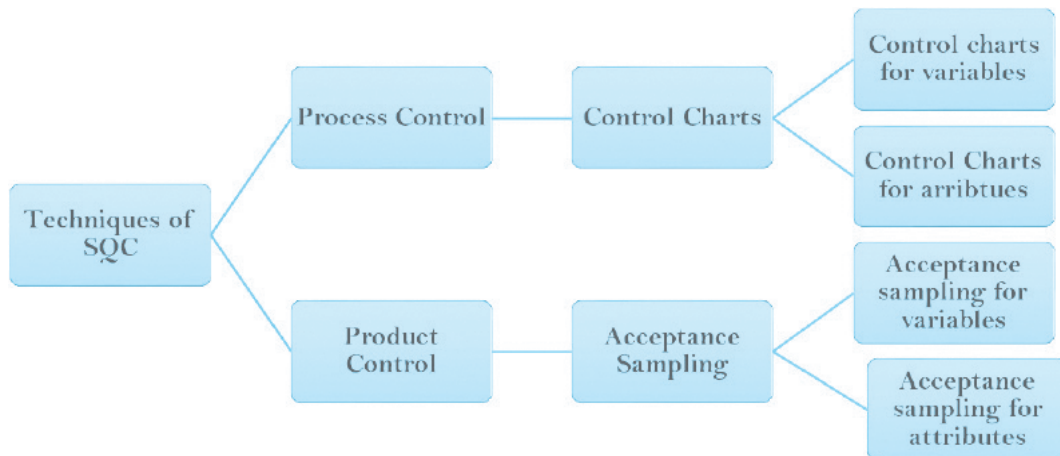 Techniques of
SQC
Process Control
Control Charts
Control charts
for variables
Control Charts
for arribtues
Product
Control
Acceptance
Sampling
Acceptance
sampling for
variables
Acceptance
sampling for
attributes